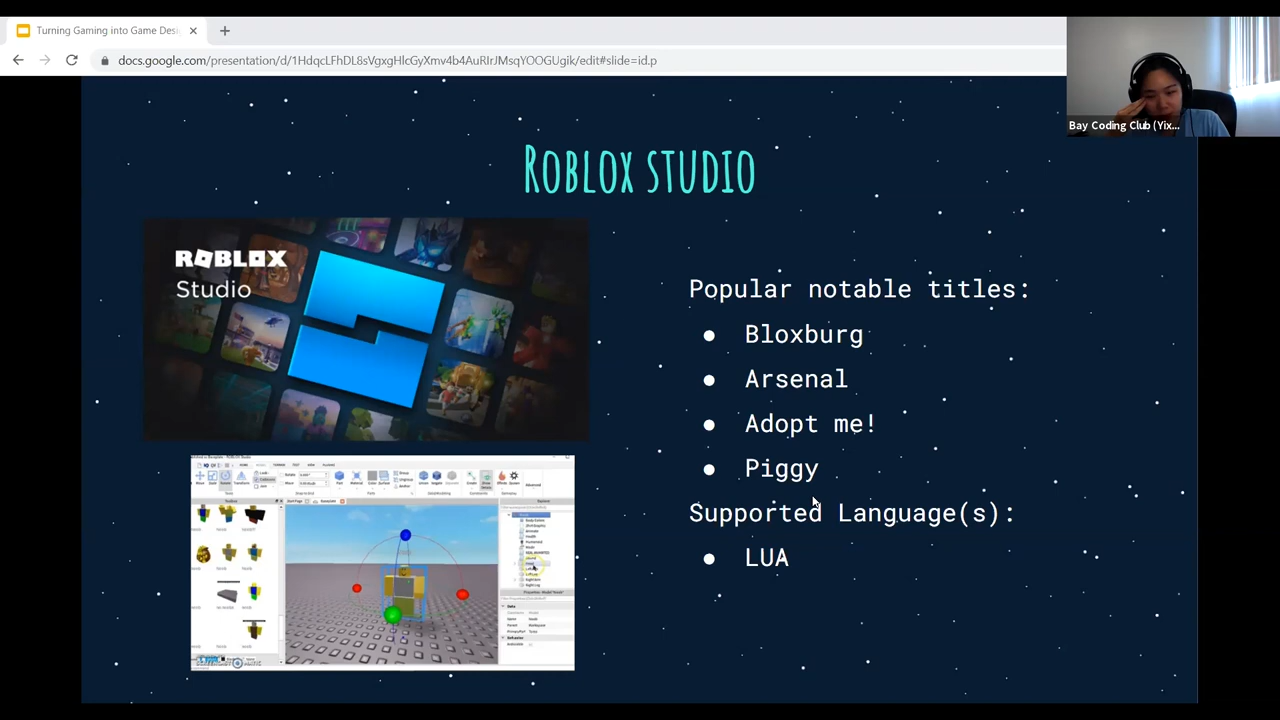 Turning Gaming into Game Desi
docs.google.com/presentation/d/1HdqcLFhDL8sVgxgHlcGyXmv4b4AuRIrJMsqYOOGUgik/edit#slide=id.p
Bay Coding Club (Yix...
ROBLOX STUDIO
ROBLOX
Studio
Popular notable titles:
● Bloxburg
● Arsenal
● Adopt me!
● Piggy
Supported Language(s):
● LUA